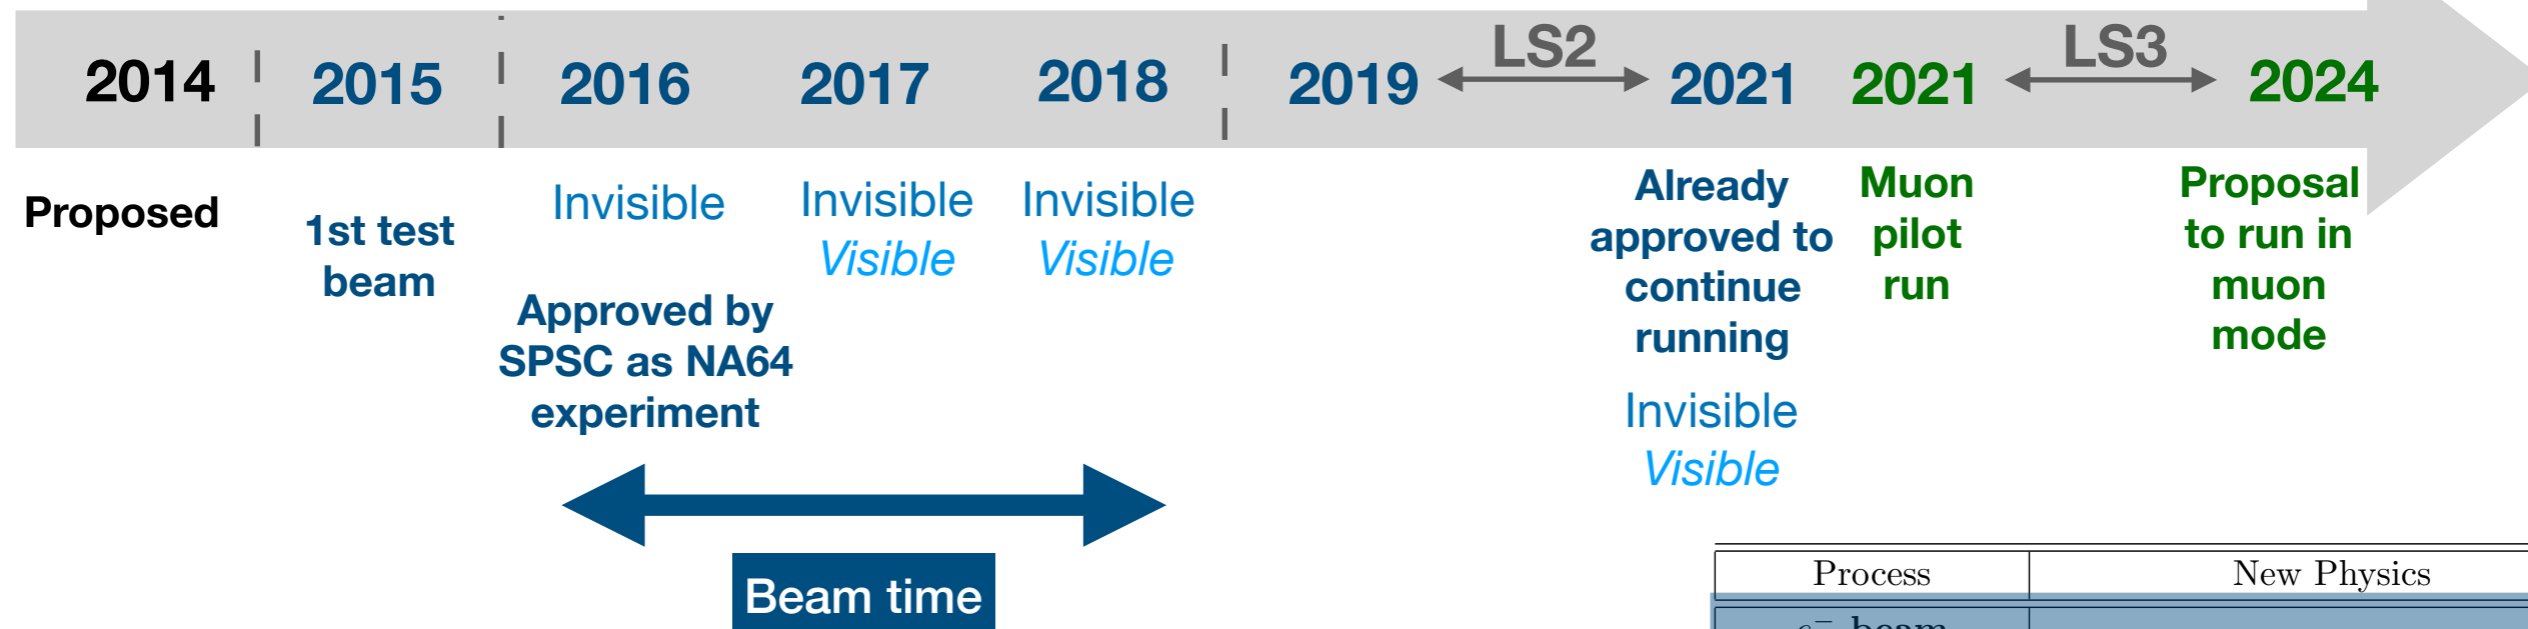 LS2 LS3
2014 2015 2016 2017 2018 2019 2021 2021 2024
Proposed
1st test
beam
Invisible
Approved by
SPSC as NA64
experiment
Invisible
Visible
Invisible
Visible
Already
approved to
continue
running
Invisible
Visible
Muon
pilot
run
Proposal
to run in
muon
mode
Beam time
Process New Physics
e⁻ beam